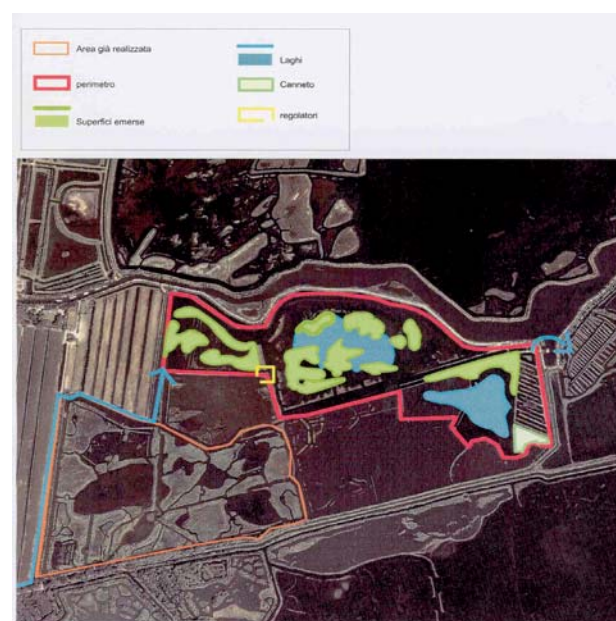 Area già realizzata
Laghi
perimetro
Canneto
Superfici emerse
regolatori